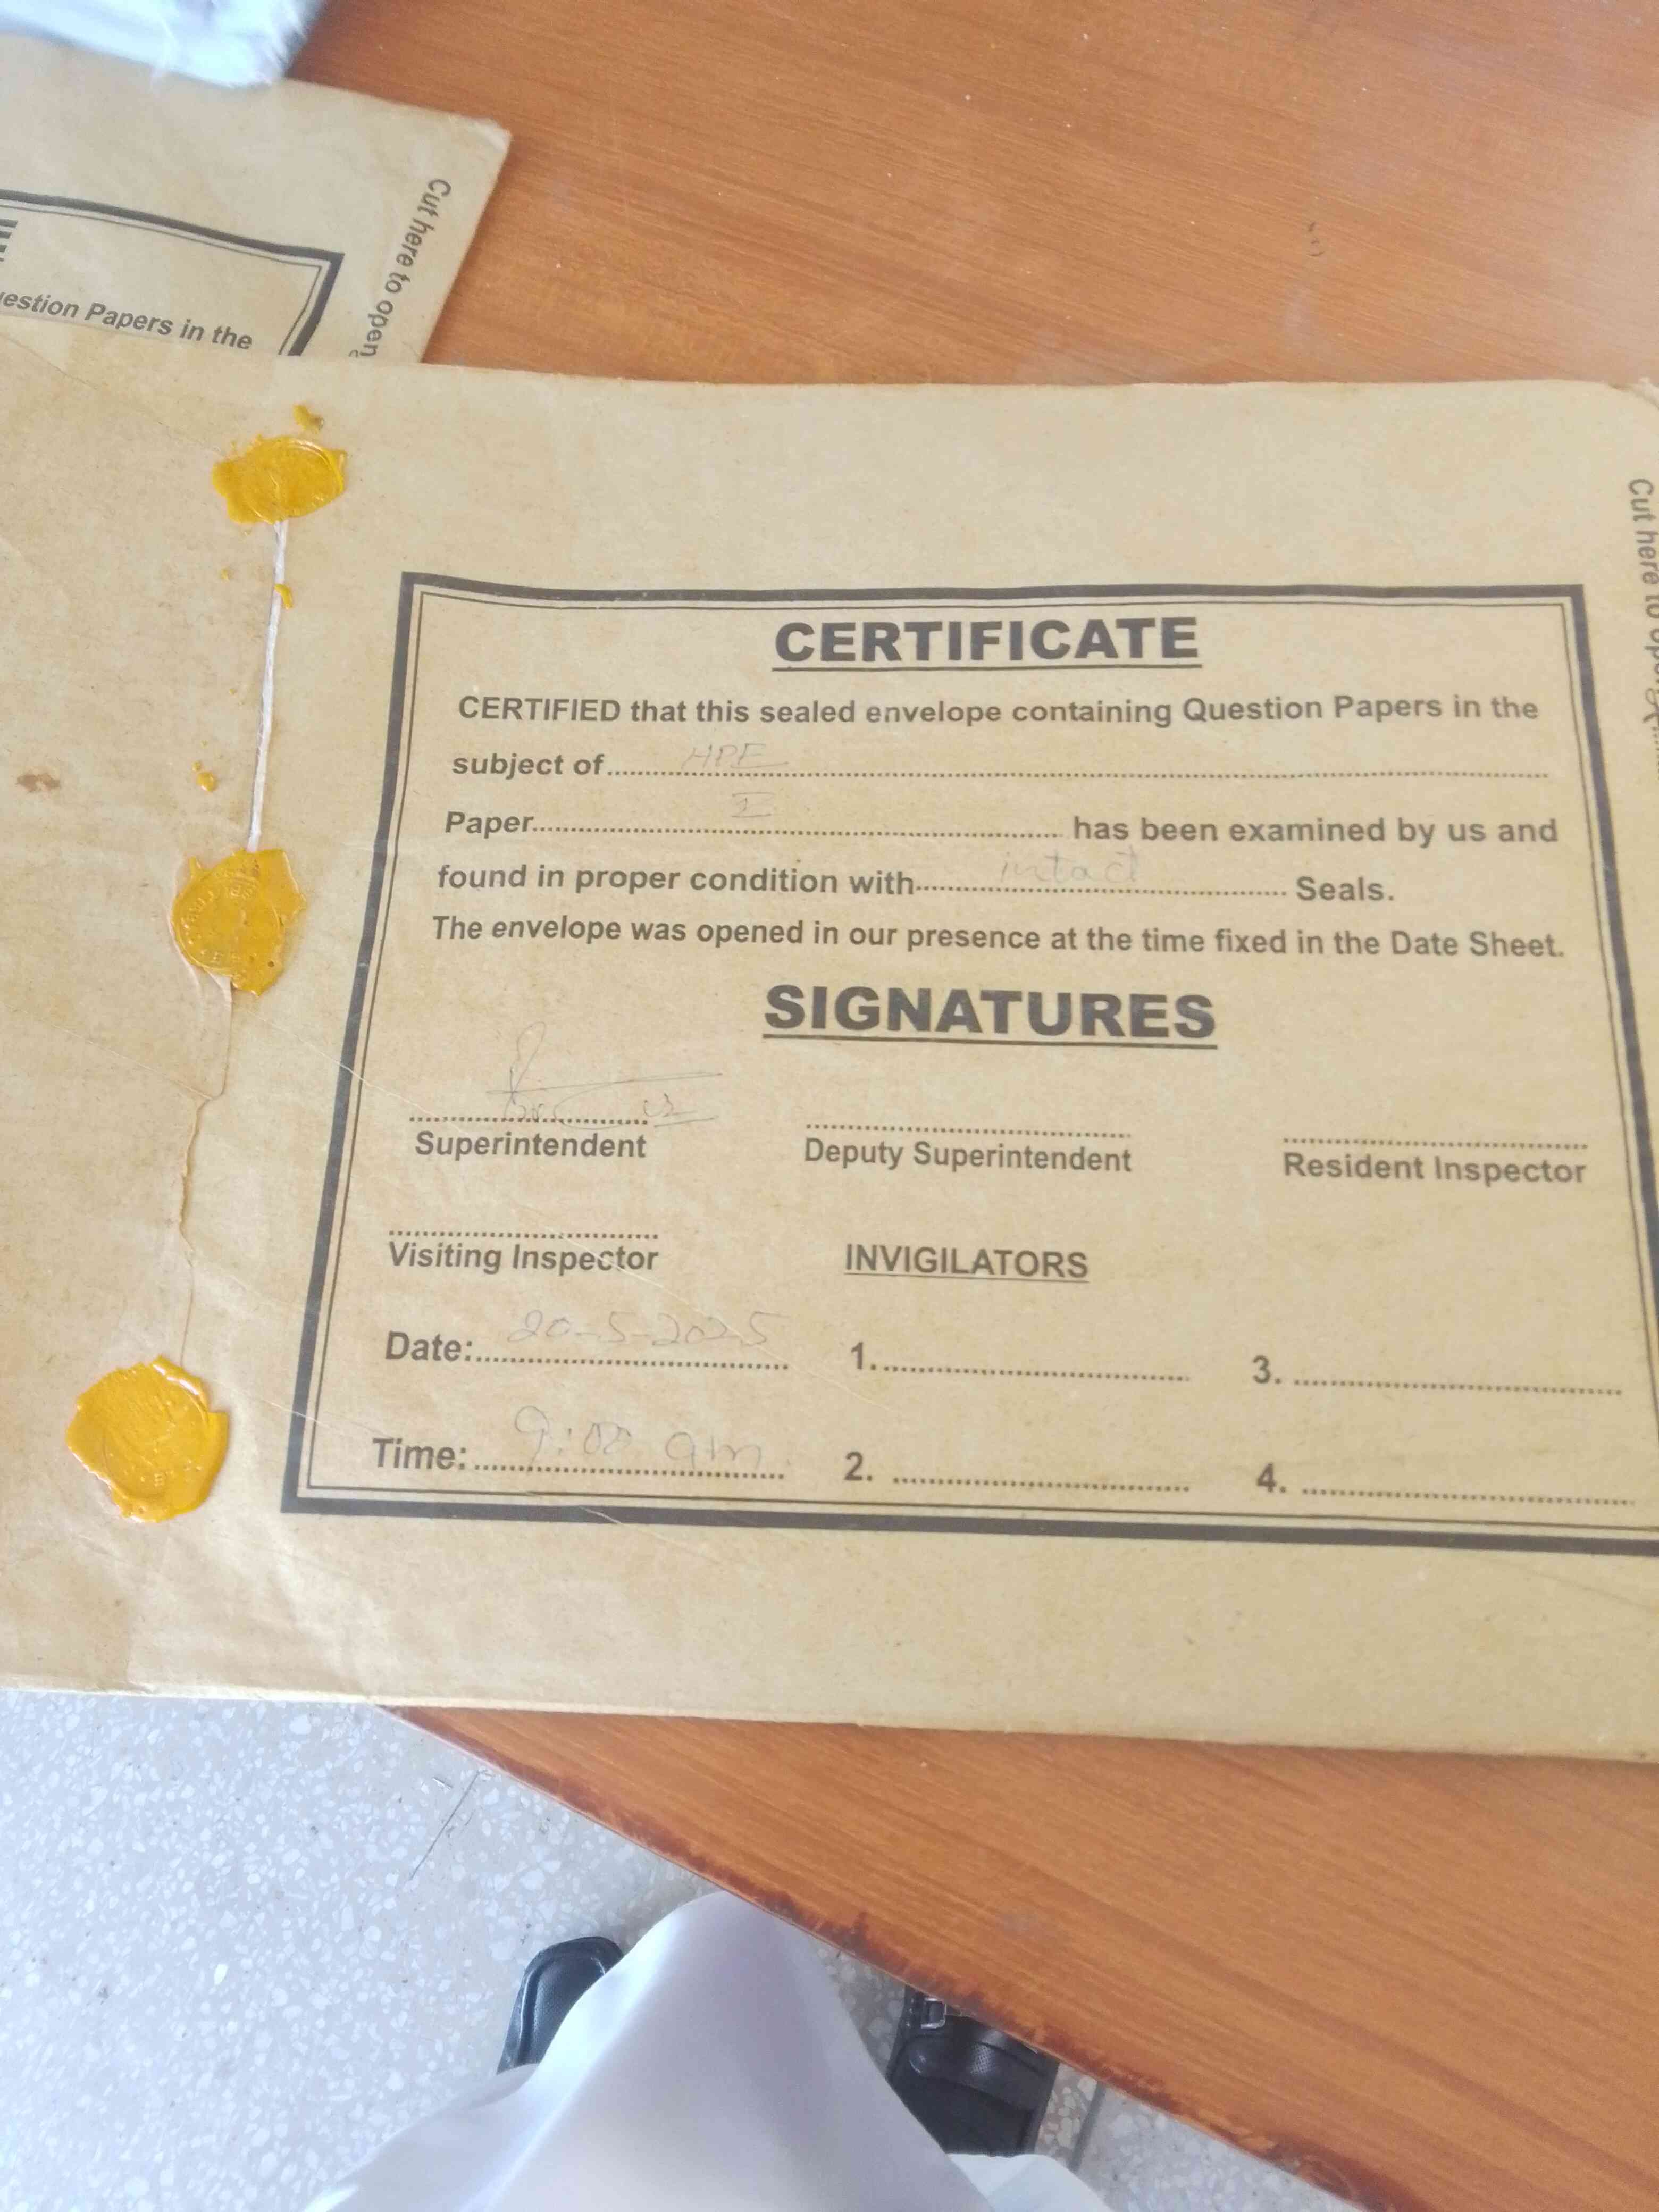 Cut here to open
estion Papers in the
Cut here to open
CERTIFICATE
CERTIFIED that this sealed envelope containing Question Papers in the
subject of HPE
Paper I has been examined by us and
found in proper condition with intact Seals.
The envelope was opened in our presence at the time fixed in the Date Sheet.
SIGNATURES
Superintendent
Deputy Superintendent
Resident Inspector
Visiting Inspector
INVIGILATORS
Date: 20-5-2025
1.
3.
Time: 9:00 am
2.
4.